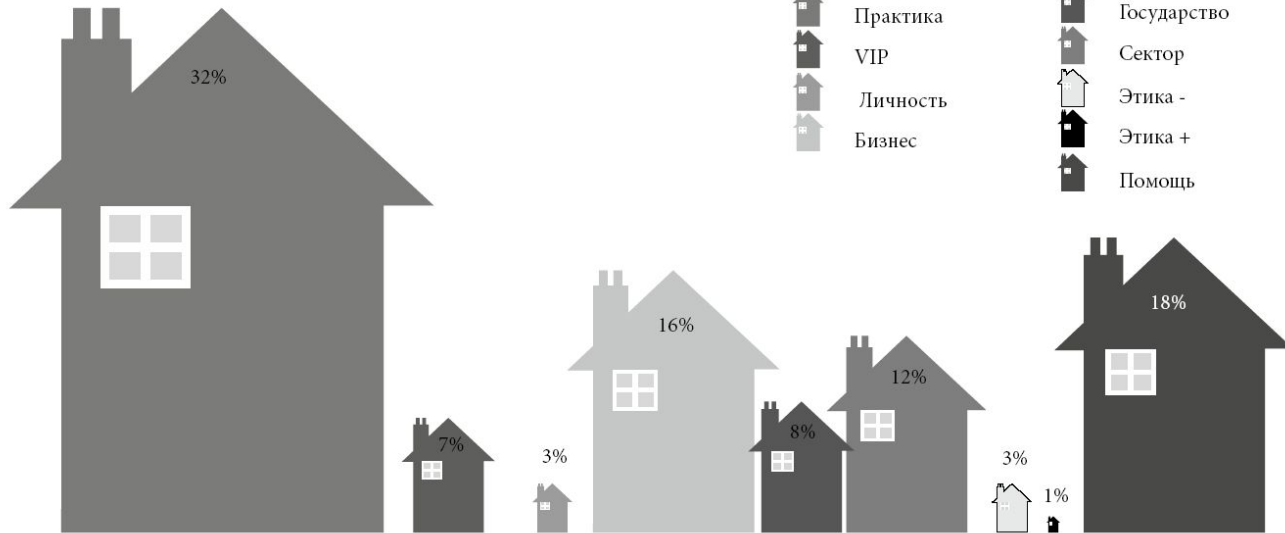 Практика
VIP
Личность
Бизнес
Государство
Сектор
Этика -
Этика +
Помощь
32%
7%
3%
16%
8%
12%
3%
1%
18%